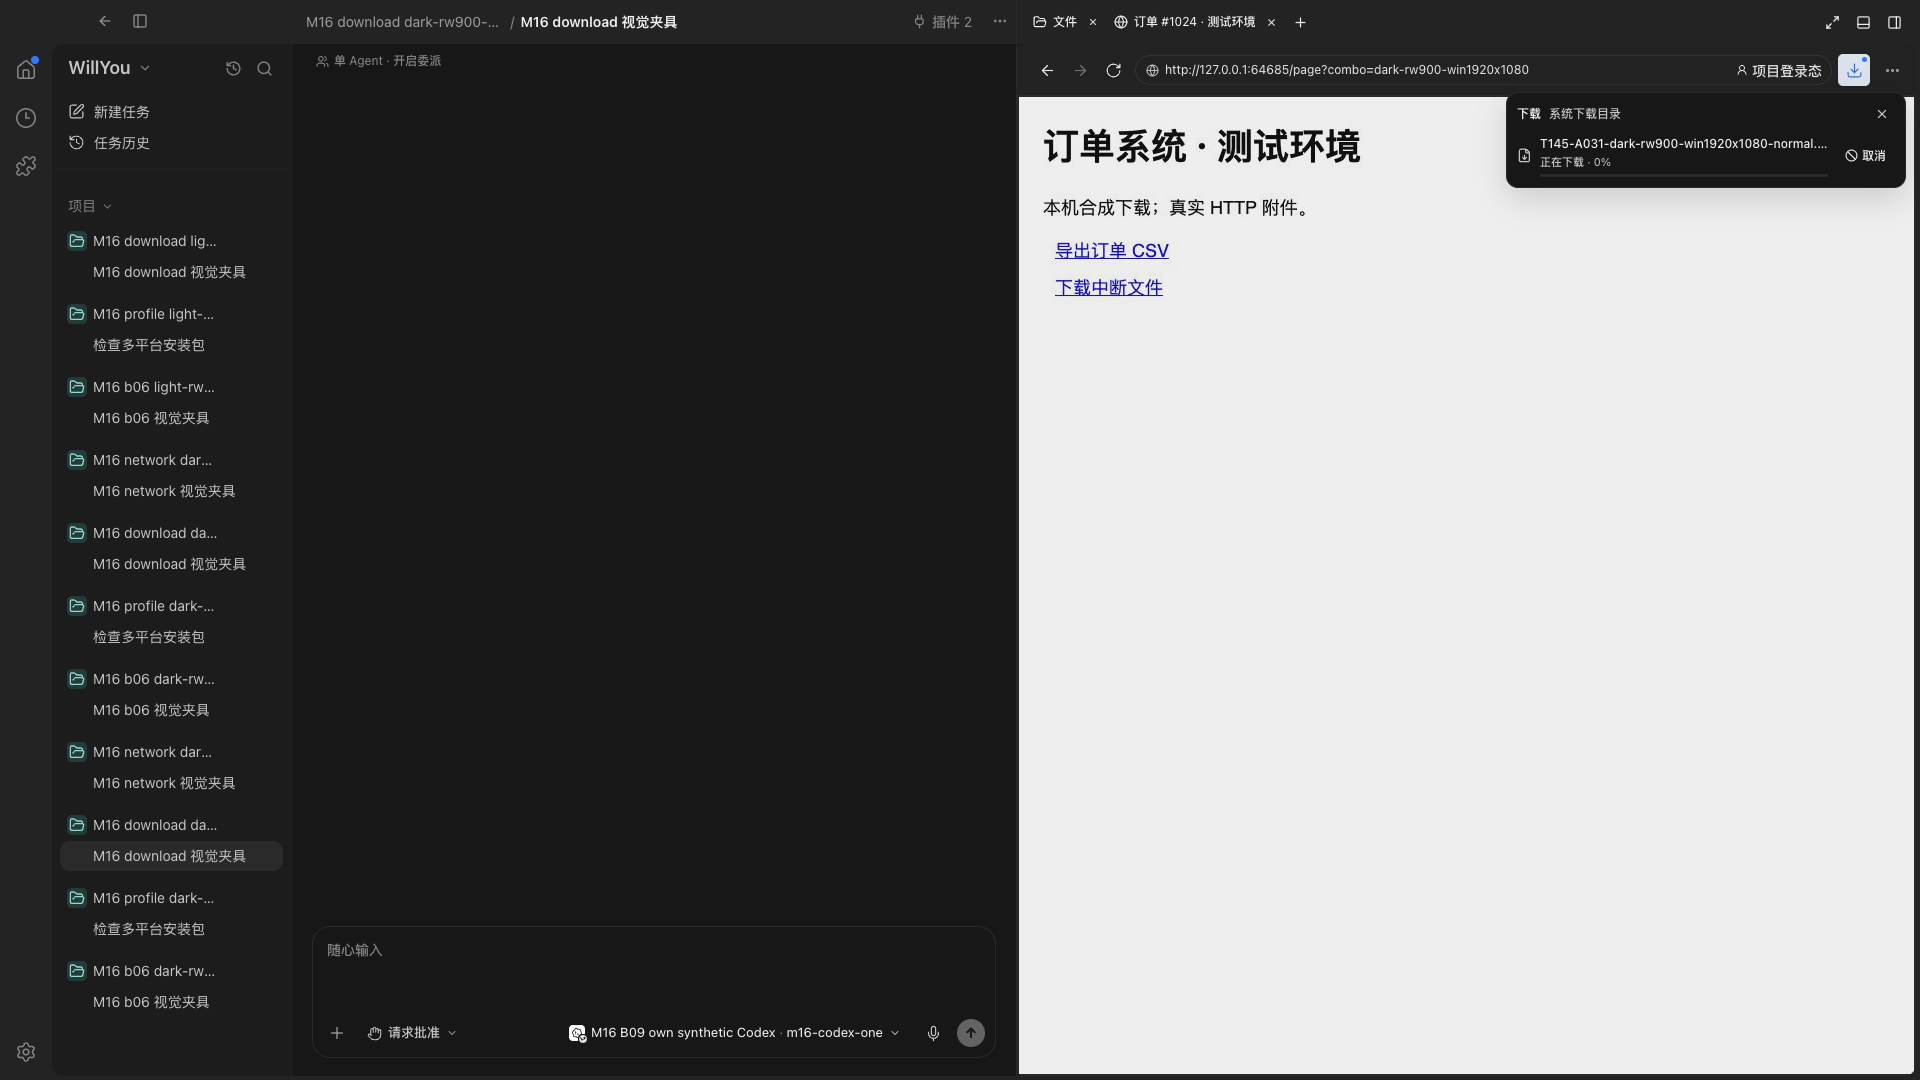 M16 download dark-rw900-... / M16 download 视觉夹具
插件 2
文件
订单 #1024 · 测试环境
WillYou
新建任务
任务历史
项目
M16 download lig...
M16 download 视觉夹具
M16 profile light-...
检查多平台安装包
M16 b06 light-rw...
M16 b06 视觉夹具
M16 network dar...
M16 network 视觉夹具
M16 download da...
M16 download 视觉夹具
M16 profile dark-...
检查多平台安装包
M16 b06 dark-rw...
M16 b06 视觉夹具
M16 network dar...
M16 network 视觉夹具
M16 download da...
M16 download 视觉夹具
M16 profile dark-...
检查多平台安装包
M16 b06 dark-rw...
M16 b06 视觉夹具
单 Agent · 开启委派
随心输入
请求批准
M16 B09 own synthetic Codex · m16-codex-one
http://127.0.0.1:64685/page?combo=dark-rw900-win1920x1080
项目登录态
下载 系统下载目录
T145-A031-dark-rw900-win1920x1080-normal....
正在下载 · 0%
取消
订单系统 · 测试环境
本机合成下载；真实 HTTP 附件。
导出订单 CSV
下载中断文件